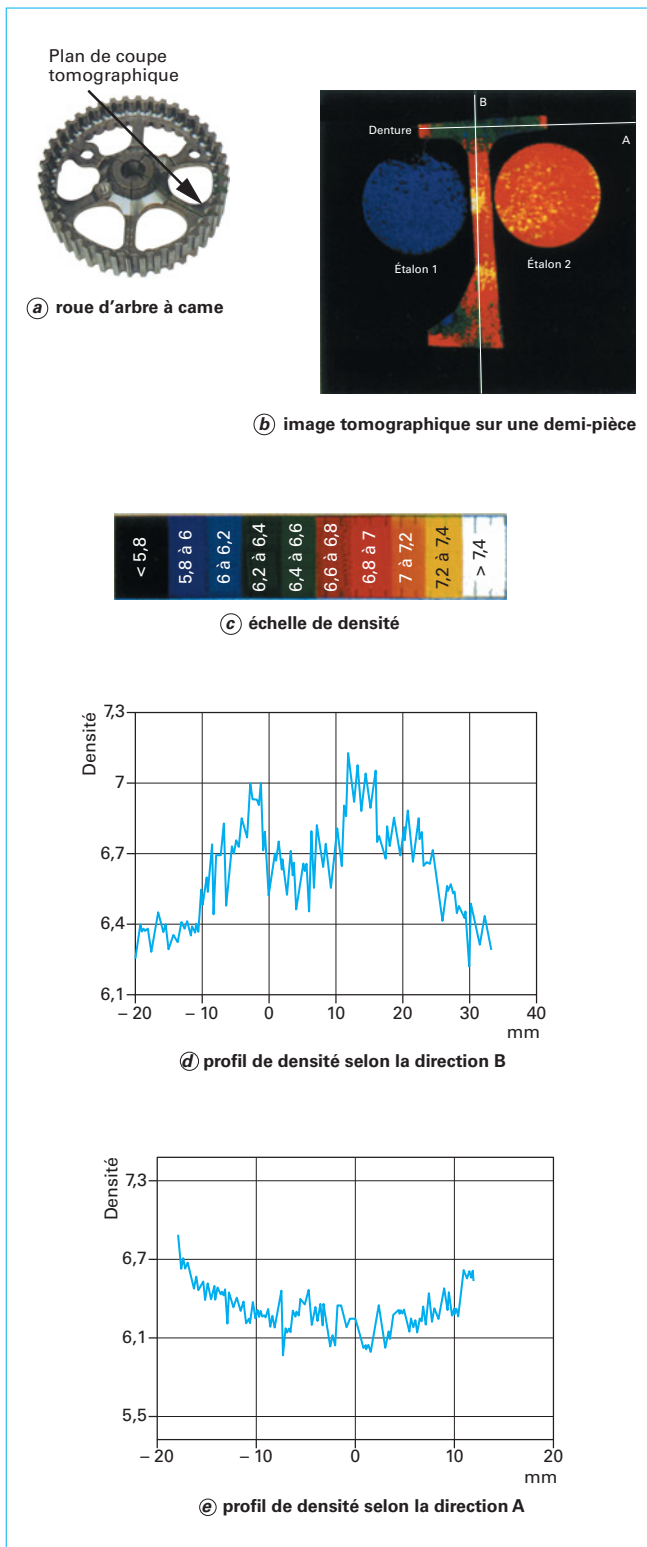 Plan de coupe
tomographique
a roue d'arbre à came
B
Denture
A
Étalon 1
Étalon 2
b image tomographique sur une demi-pièce
< 5,8
5,8 à 6
6 à 6,2
6,2 à 6,4
6,4 à 6,6
6,6 à 6,8
6,8 à 7
7 à 7,2
7,2 à 7,4
> 7,4
c échelle de densité
Densité
7,3
7
6,7
6,4
6,1
– 20
– 10
0
10
20
30
40
mm
d profil de densité selon la direction B
Densité
7,3
6,7
6,1
5,5
– 20
– 10
0
10
20
mm
e profil de densité selon la direction A